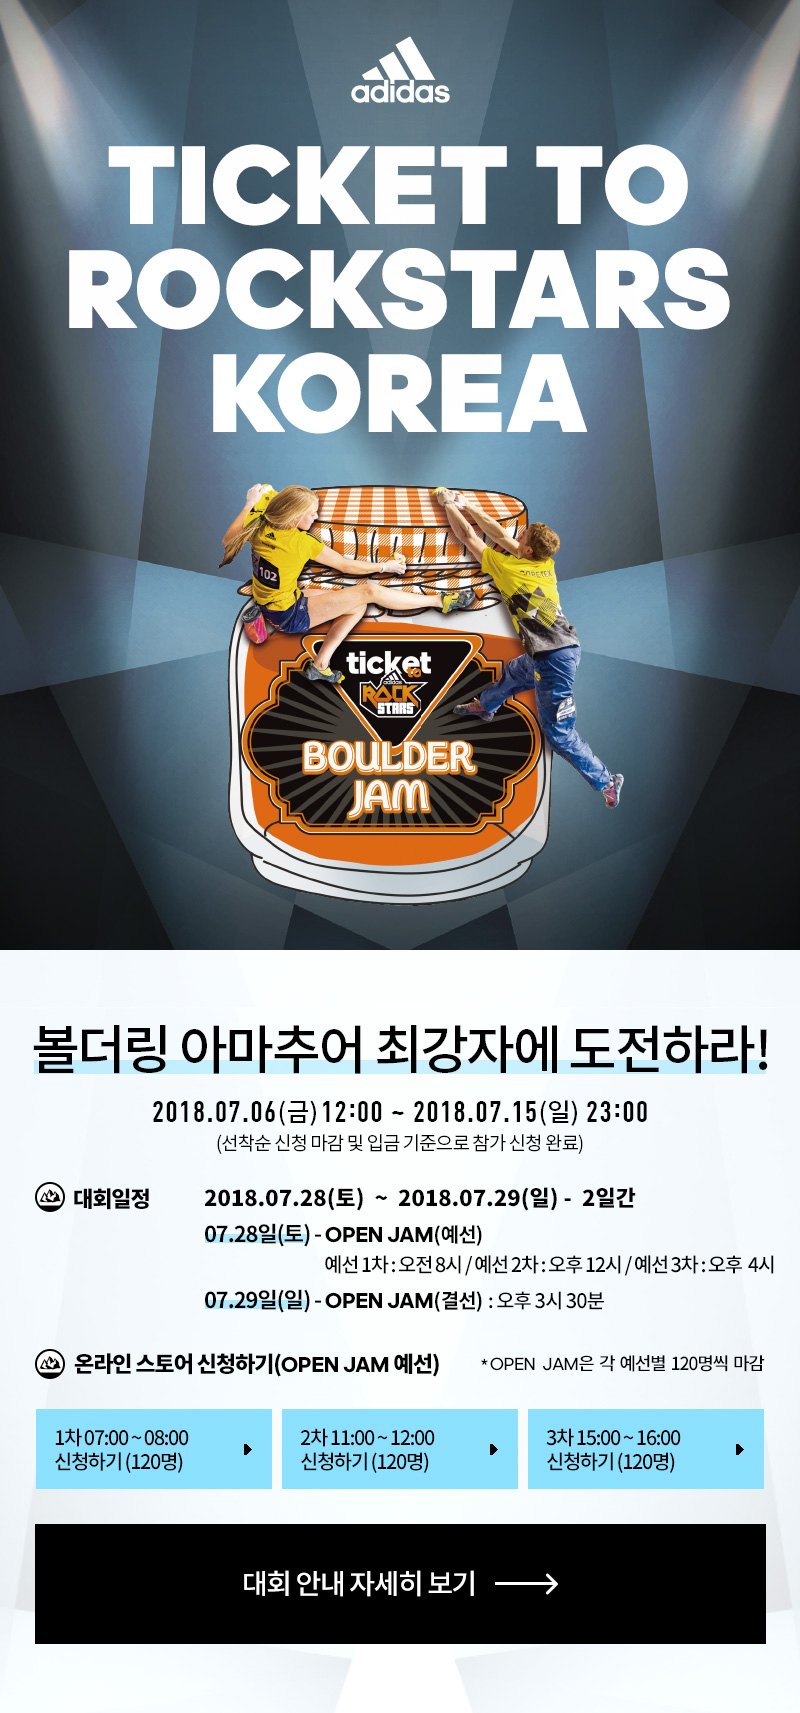 adidas
TICKET TO
ROCKSTARS
KOREA
102
ticket
to
adidas
ROCK
STARS
BOULDER
JAM
볼더링 아마추어 최강자에 도전하라!
2018.07.06(금)12:00 ~ 2018.07.15(일) 23:00
(선착순 신청 마감 및 입금 기준으로 참가 신청 완료)
대회일정 2018.07.28(토) ~ 2018.07.29(일) - 2일간
07.28일(토) - OPEN JAM(예선)
예선 1차 : 오전 8시 / 예선 2차 : 오후 12시 / 예선 3차 : 오후 4시
07.29일(일) - OPEN JAM(결선) : 오후 3시 30분
온라인 스토어 신청하기(OPEN JAM 예선) *OPEN JAM은 각 예선별 120명씩 마감
1차 07:00 ~ 08:00
신청하기 (120명)
2차 11:00 ~ 12:00
신청하기 (120명)
3차 15:00 ~ 16:00
신청하기 (120명)
대회 안내 자세히 보기